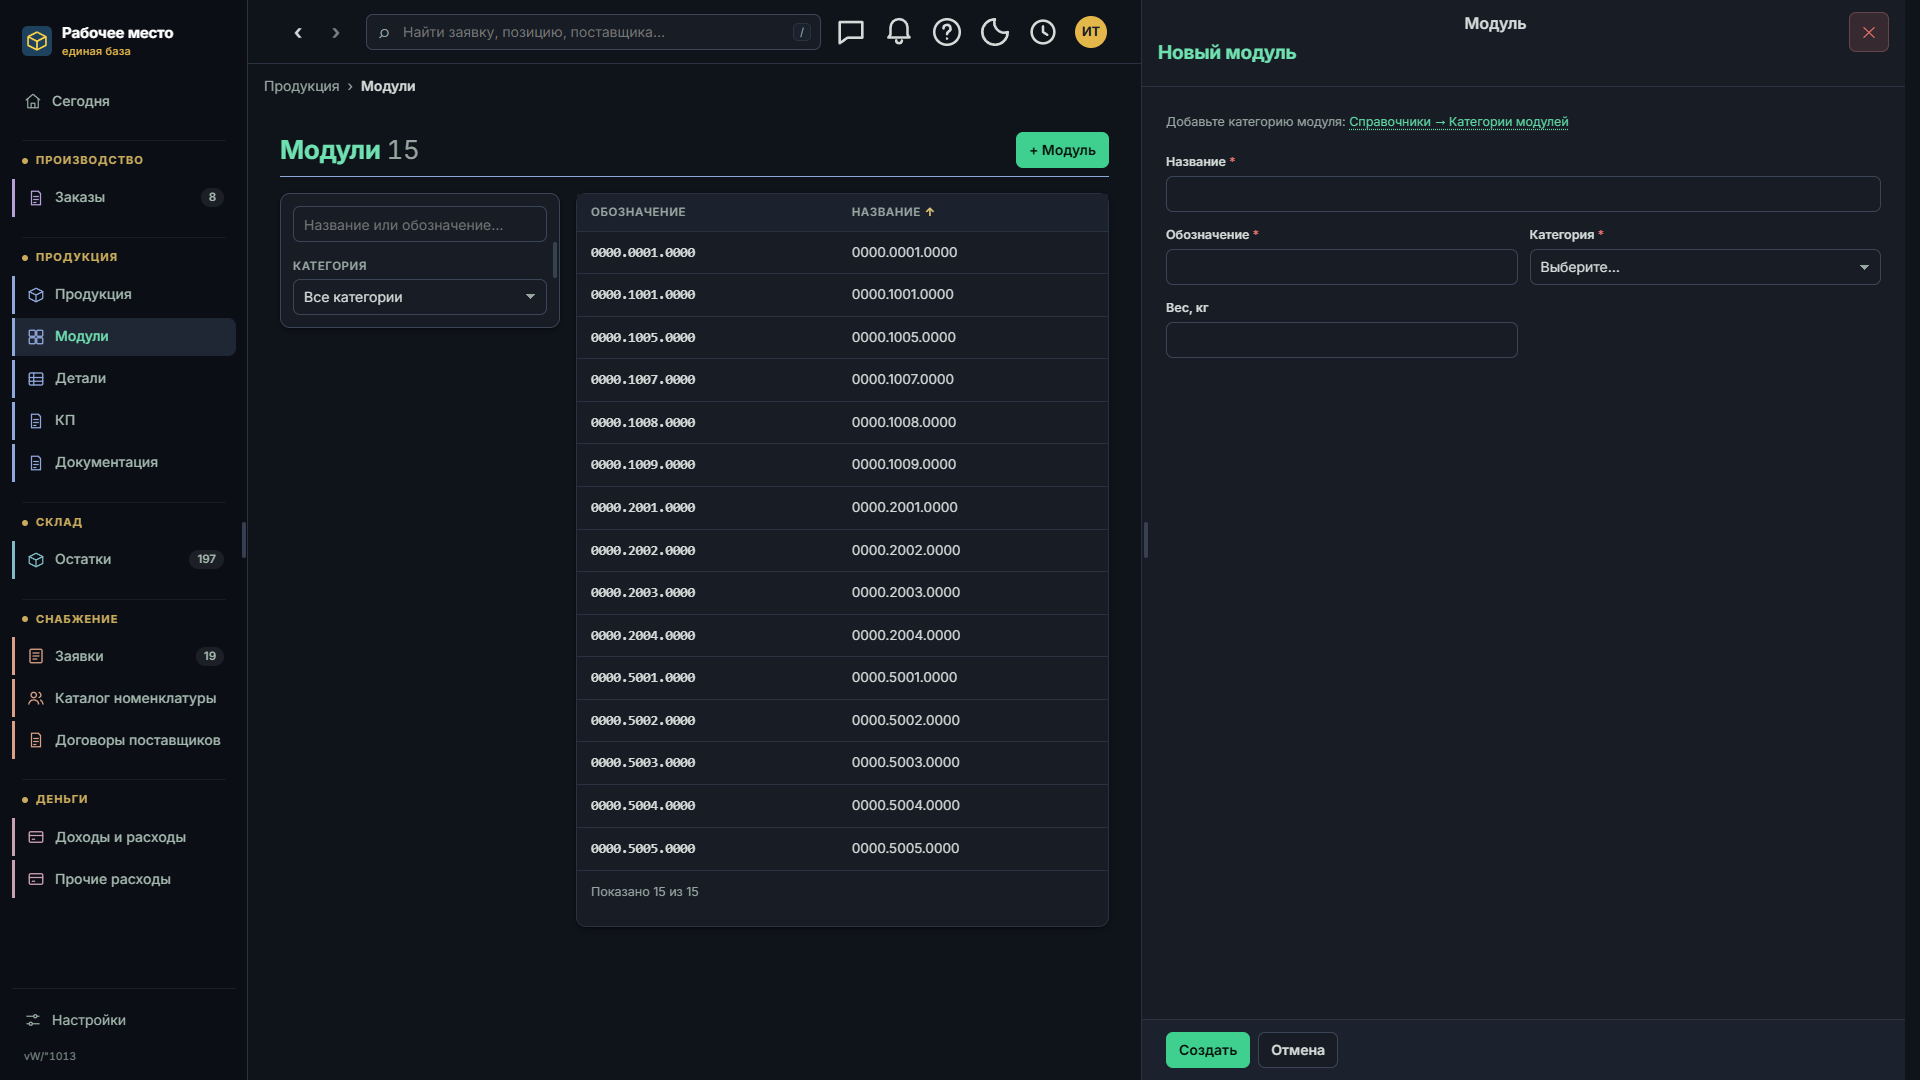 Рабочее место
единая база
Сегодня
ПРОИЗВОДСТВО
Заказы 8
ПРОДУКЦИЯ
Продукция
Модули
Детали
КП
Документация
СКЛАД
Остатки 197
СНАБЖЕНИЕ
Заявки 19
Каталог номенклатуры
Договоры поставщиков
ДЕНЬГИ
Доходы и расходы
Прочие расходы
Настройки
vW/"1013
Найти заявку, позицию, поставщика... /
ИТ
Продукция › Модули
Модули 15
+ Модуль
Название или обозначение...
КАТЕГОРИЯ
Все категории
ОБОЗНАЧЕНИЕ НАЗВАНИЕ ↑
0000.0001.0000 0000.0001.0000
0000.1001.0000 0000.1001.0000
0000.1005.0000 0000.1005.0000
0000.1007.0000 0000.1007.0000
0000.1008.0000 0000.1008.0000
0000.1009.0000 0000.1009.0000
0000.2001.0000 0000.2001.0000
0000.2002.0000 0000.2002.0000
0000.2003.0000 0000.2003.0000
0000.2004.0000 0000.2004.0000
0000.5001.0000 0000.5001.0000
0000.5002.0000 0000.5002.0000
0000.5003.0000 0000.5003.0000
0000.5004.0000 0000.5004.0000
0000.5005.0000 0000.5005.0000
Показано 15 из 15
Модуль
Новый модуль
Добавьте категорию модуля: Справочники → Категории модулей
Название *
Обозначение * Категория *
Выберите...
Вес, кг
Создать Отмена